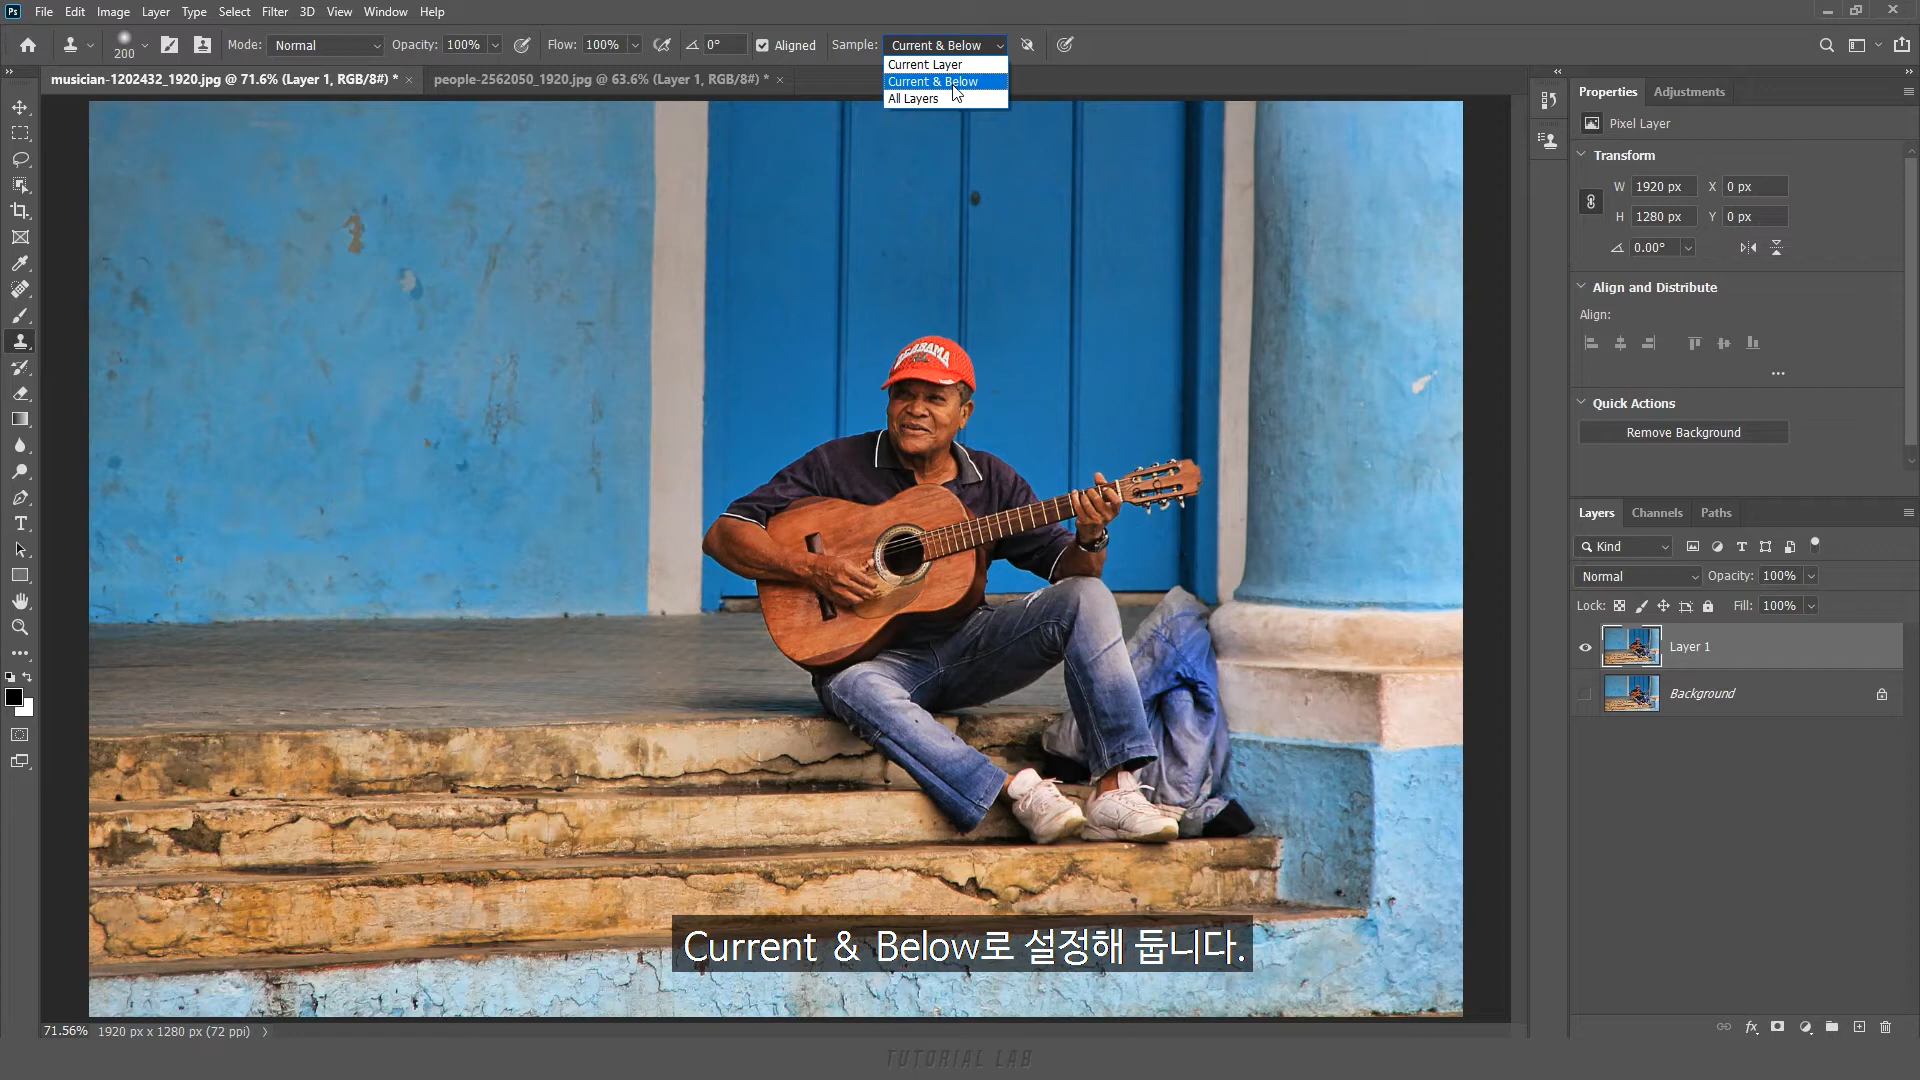 Ps File Edit Image Layer Type Select Filter 3D View Window Help
200 Mode: Normal Opacity: 100% Flow: 100% 0° Aligned Sample: Current & Below
Current Layer
Current & Below
All Layers
musician-1202432_1920.jpg @ 71.6% (Layer 1, RGB/8#) * × people-2562050_1920.jpg @ 63.6% (Layer 1, RGB/8#) * ×
Properties Adjustments
Pixel Layer
Transform
W 1920 px X 0 px
H 1280 px Y 0 px
0.00°
Align and Distribute
Align:
Quick Actions
Remove Background
Layers Channels Paths
Kind
Normal Opacity: 100%
Lock: Fill: 100%
Layer 1
Background
ALABAMA
Current & Below로 설정해 둡니다.
71.56% 1920 px x 1280 px (72 ppi)
TUTORIAL LAB